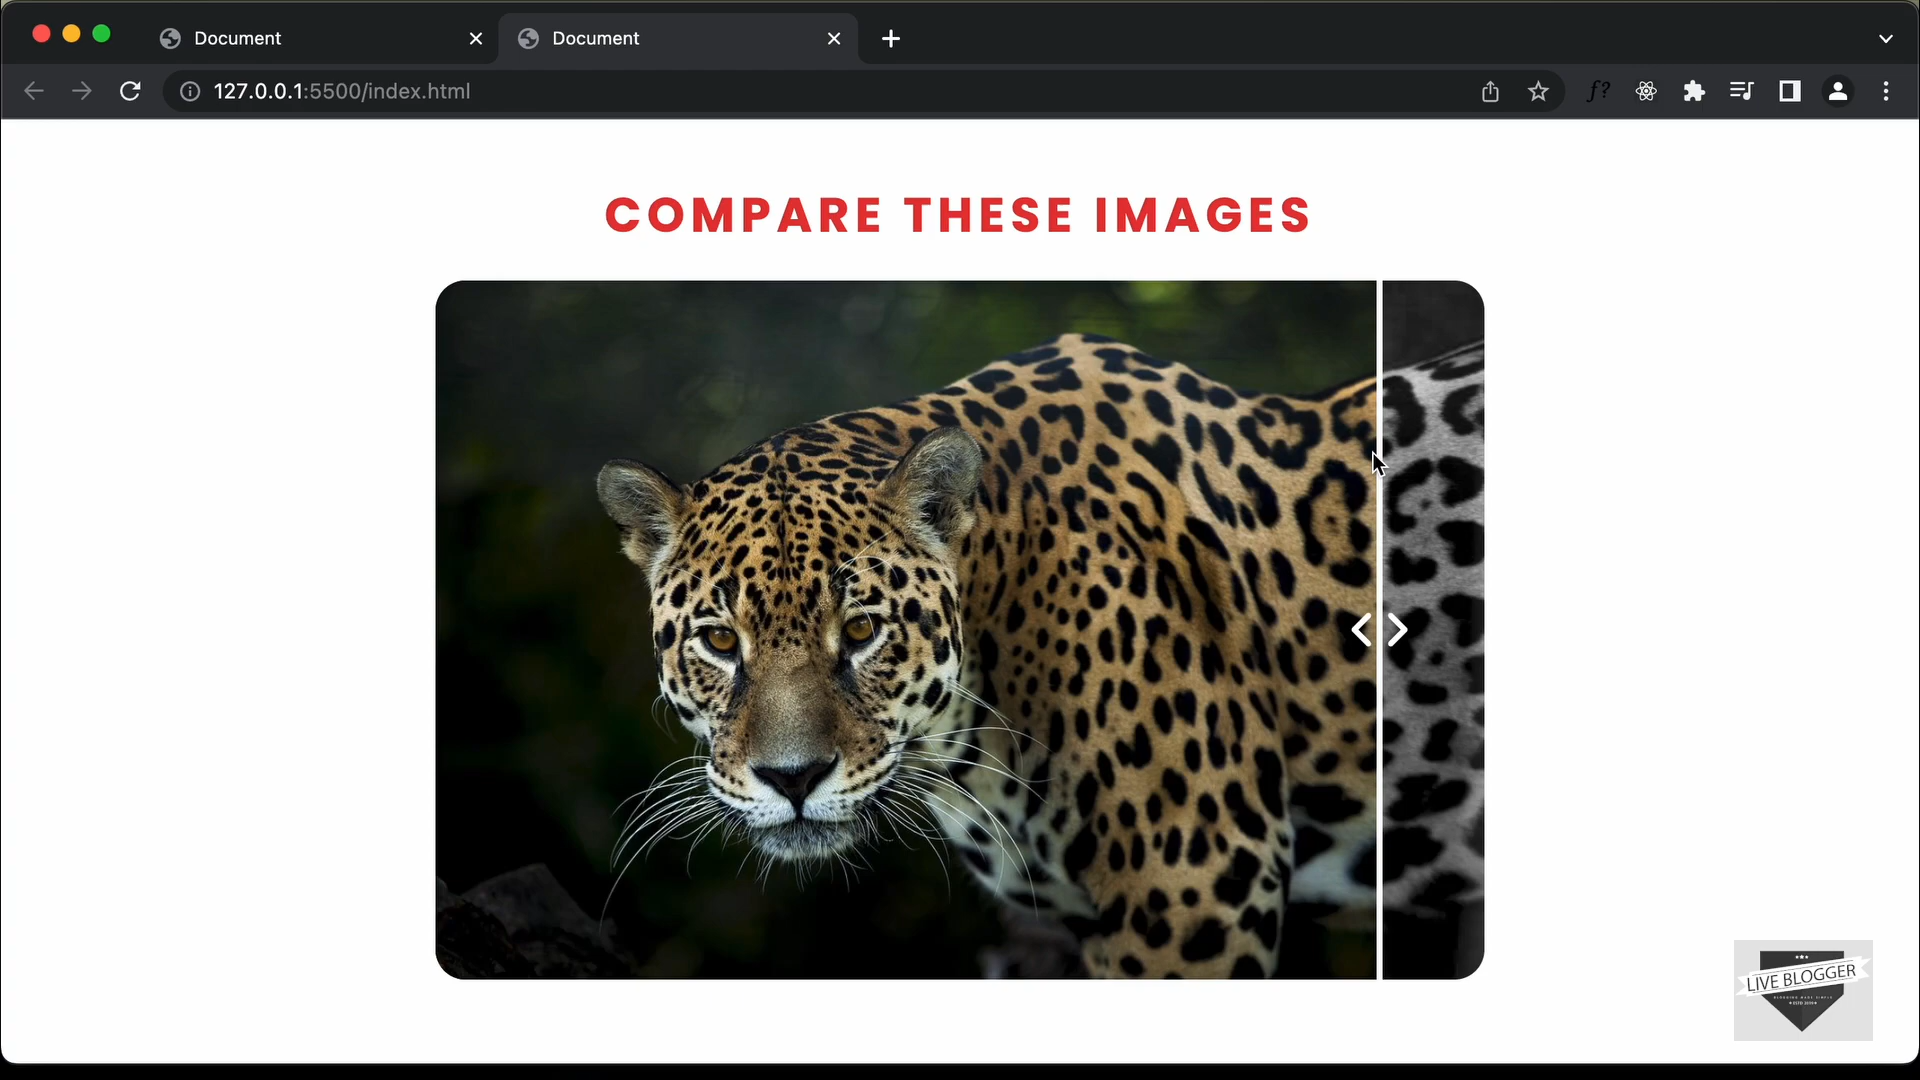 Document
Document
127.0.0.1:5500/index.html
f?
COMPARE THESE IMAGES
LIVE BLOGGER